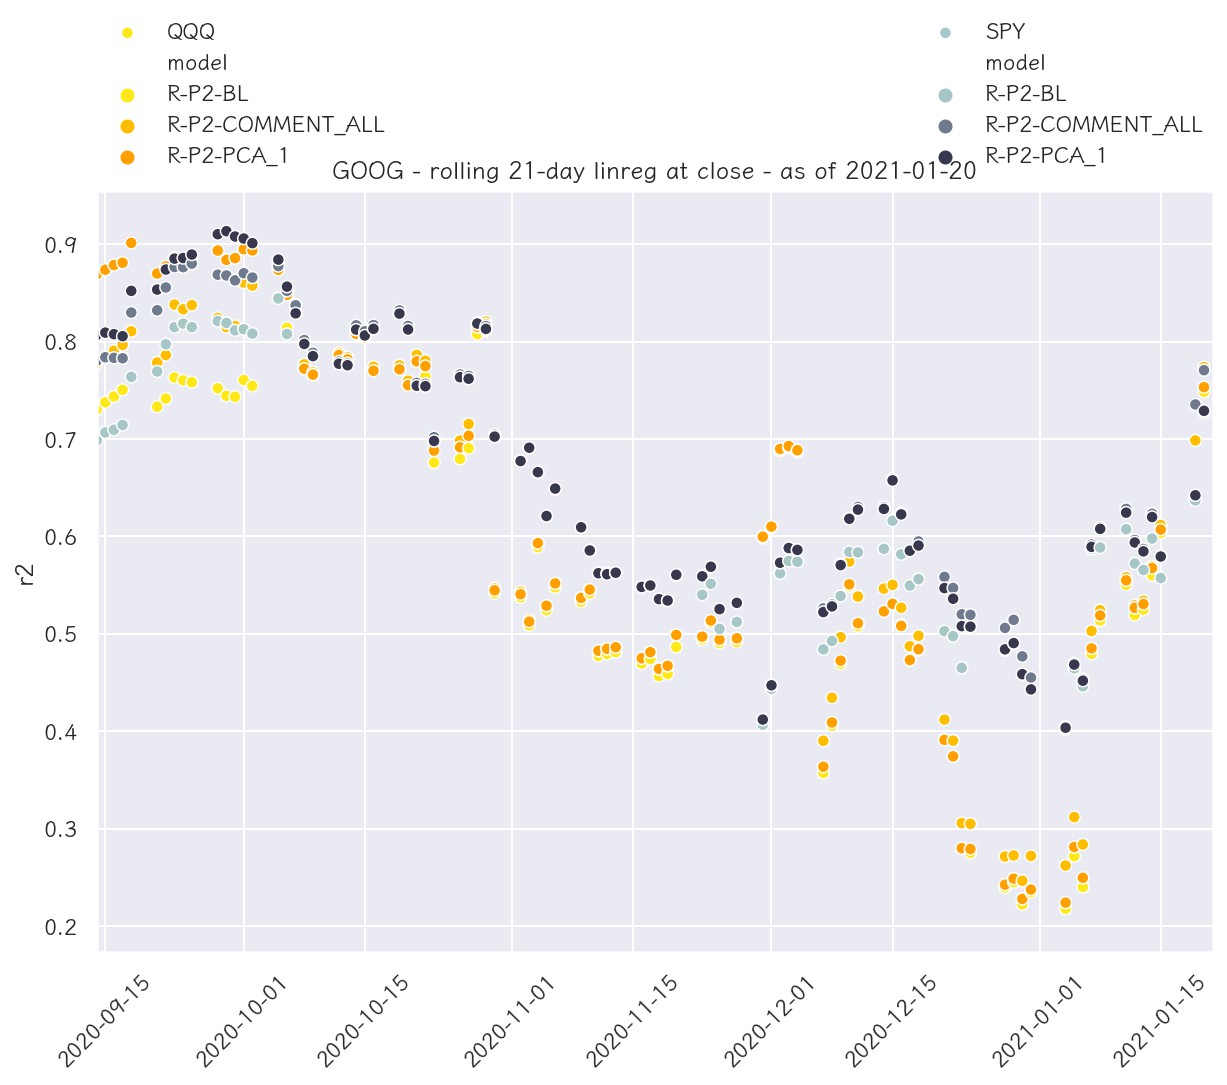 QQQ
model
R-P2-BL
R-P2-COMMENT_ALL
R-P2-PCA_1
SPY
model
R-P2-BL
R-P2-COMMENT_ALL
R-P2-PCA_1
GOOG - rolling 21-day linreg at close - as of 2021-01-20
r2
0.9
0.8
0.7
0.6
0.5
0.4
0.3
0.2
2020-09-15
2020-10-01
2020-10-15
2020-11-01
2020-11-15
2020-12-01
2020-12-15
2021-01-01
2021-01-15